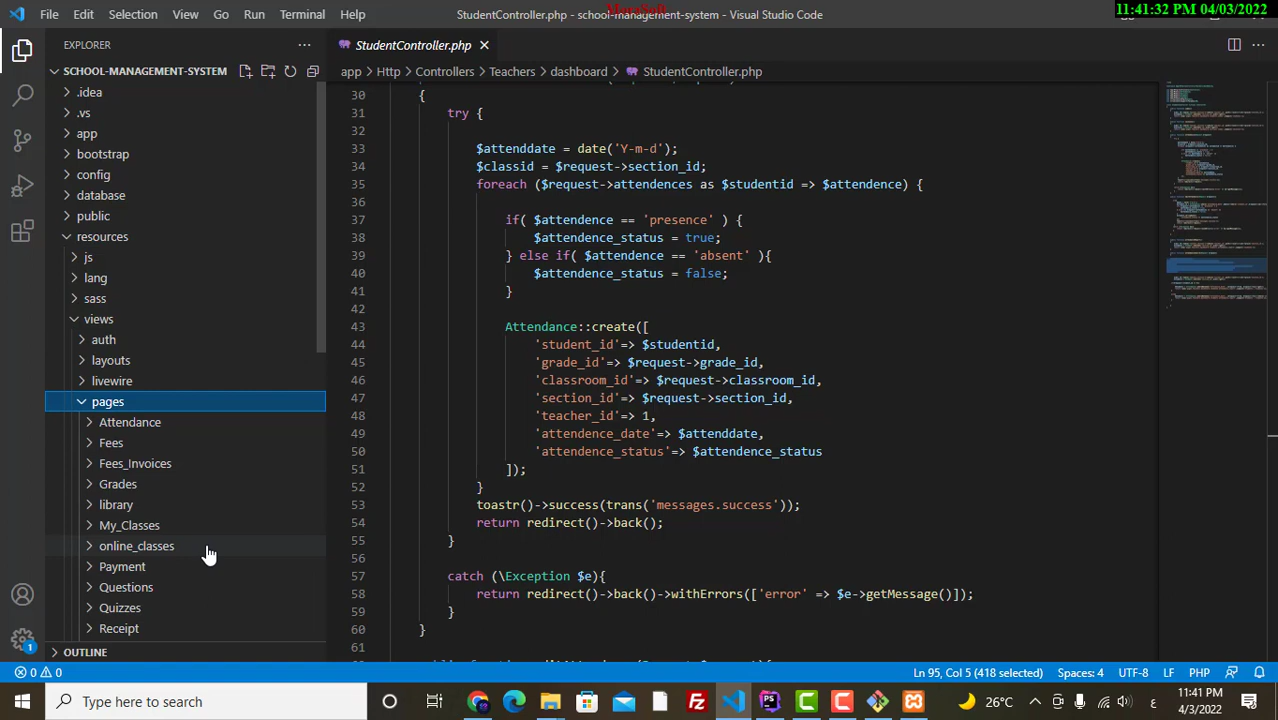 File Edit Selection View Go Run Terminal Help
StudentController.php - school-management-system - Visual Studio Code
MoraSoft
11:41:32 PM 04/03/2022
EXPLORER
SCHOOL-MANAGEMENT-SYSTEM
.idea
.vs
app
bootstrap
config
database
public
resources
js
lang
sass
views
auth
layouts
livewire
pages
Attendance
Fees
Fees_Invoices
Grades
library
My_Classes
online_classes
Payment
Questions
Quizzes
Receipt
OUTLINE
StudentController.php
app > Http > Controllers > Teachers > dashboard > StudentController.php
30 {
31 try {
32
33 $attenddate = date('Y-m-d');
34 $classid = $request->section_id;
35 foreach ($request->attendences as $studentid => $attendence) {
36
37 if( $attendence == 'presence' ) {
38 $attendence_status = true;
39 } else if( $attendence == 'absent' ){
40 $attendence_status = false;
41 }
42
43 Attendance::create([
44 'student_id'=> $studentid,
45 'grade_id'=> $request->grade_id,
46 'classroom_id'=> $request->classroom_id,
47 'section_id'=> $request->section_id,
48 'teacher_id'=> 1,
49 'attendence_date'=> $attenddate,
50 'attendence_status'=> $attendence_status
51 ]);
52 }
53 toastr()->success(trans('messages.success'));
54 return redirect()->back();
55 }
56
57 catch (\Exception $e){
58 return redirect()->back()->withErrors(['error' => $e->getMessage()]);
59 }
60 }
61
0 0
Ln 95, Col 5 (418 selected) Spaces: 4 UTF-8 LF PHP
1
Type here to search
26°C
ع
11:41 PM
4/3/2022